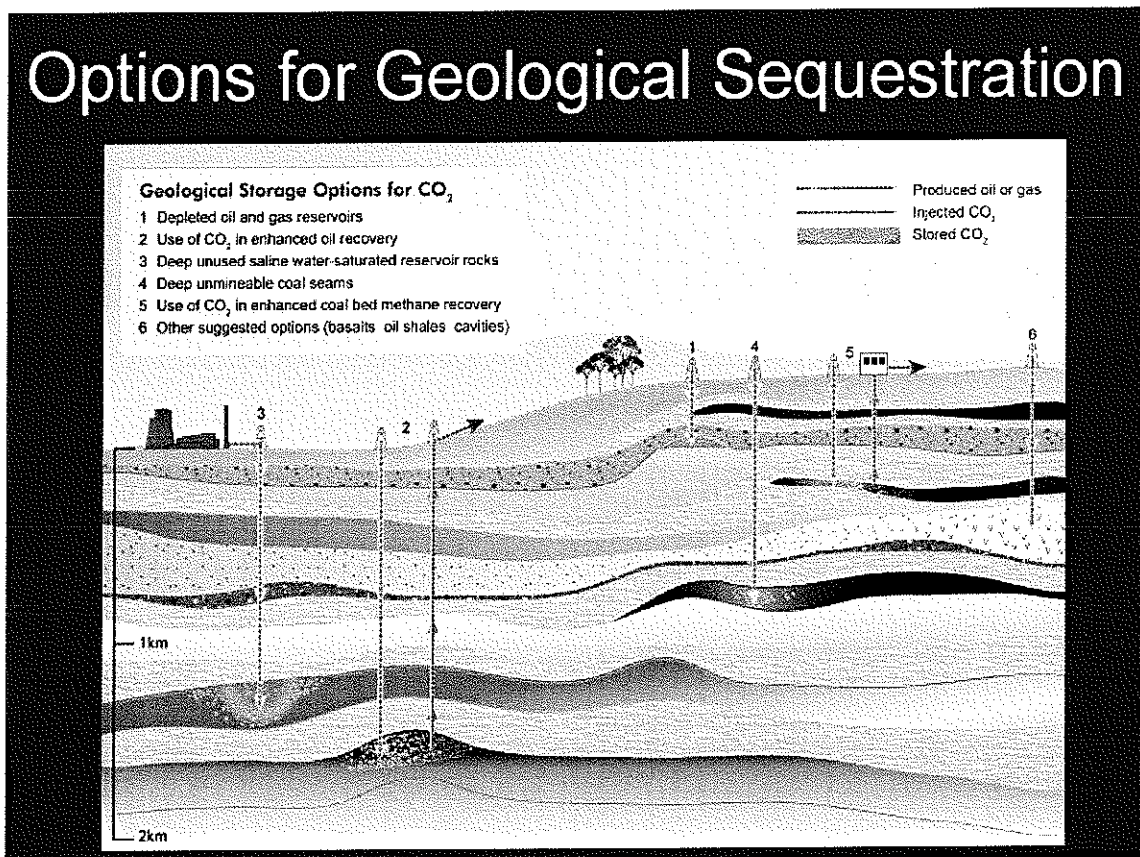 Options for Geological Sequestration
Geological Storage Options for CO₂
1 Depleted oil and gas reservoirs
2 Use of CO₂ in enhanced oil recovery
3 Deep unused saline water-saturated reservoir rocks
4 Deep unmineable coal seams
5 Use of CO₂ in enhanced coal bed methane recovery
6 Other suggested options (basalts oil shales cavities)
Produced oil or gas
Injected CO₂
Stored CO₂
1
4
5
6
3
2
1km
2km